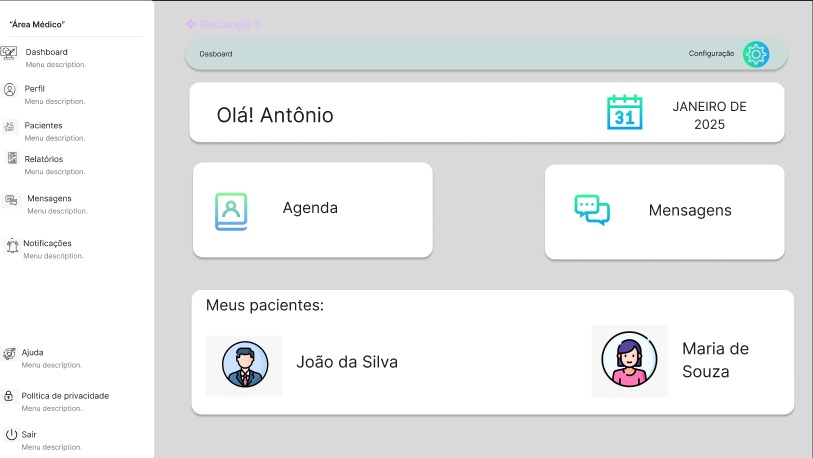 "Área Médico"
Dashboard
Menu description.
Perfil
Menu description.
Pacientes
Menu description.
Relatórios
Menu description.
Mensagens
Menu description.
Notificações
Menu description.
Ajuda
Menu description.
Politica de privacidade
Menu description.
Sair
Menu description.
Rectangle 6
Dasboard
Configuração
Olá! Antônio
31
JANEIRO DE
2025
Agenda
Mensagens
Meus pacientes:
João da Silva
Maria de
Souza